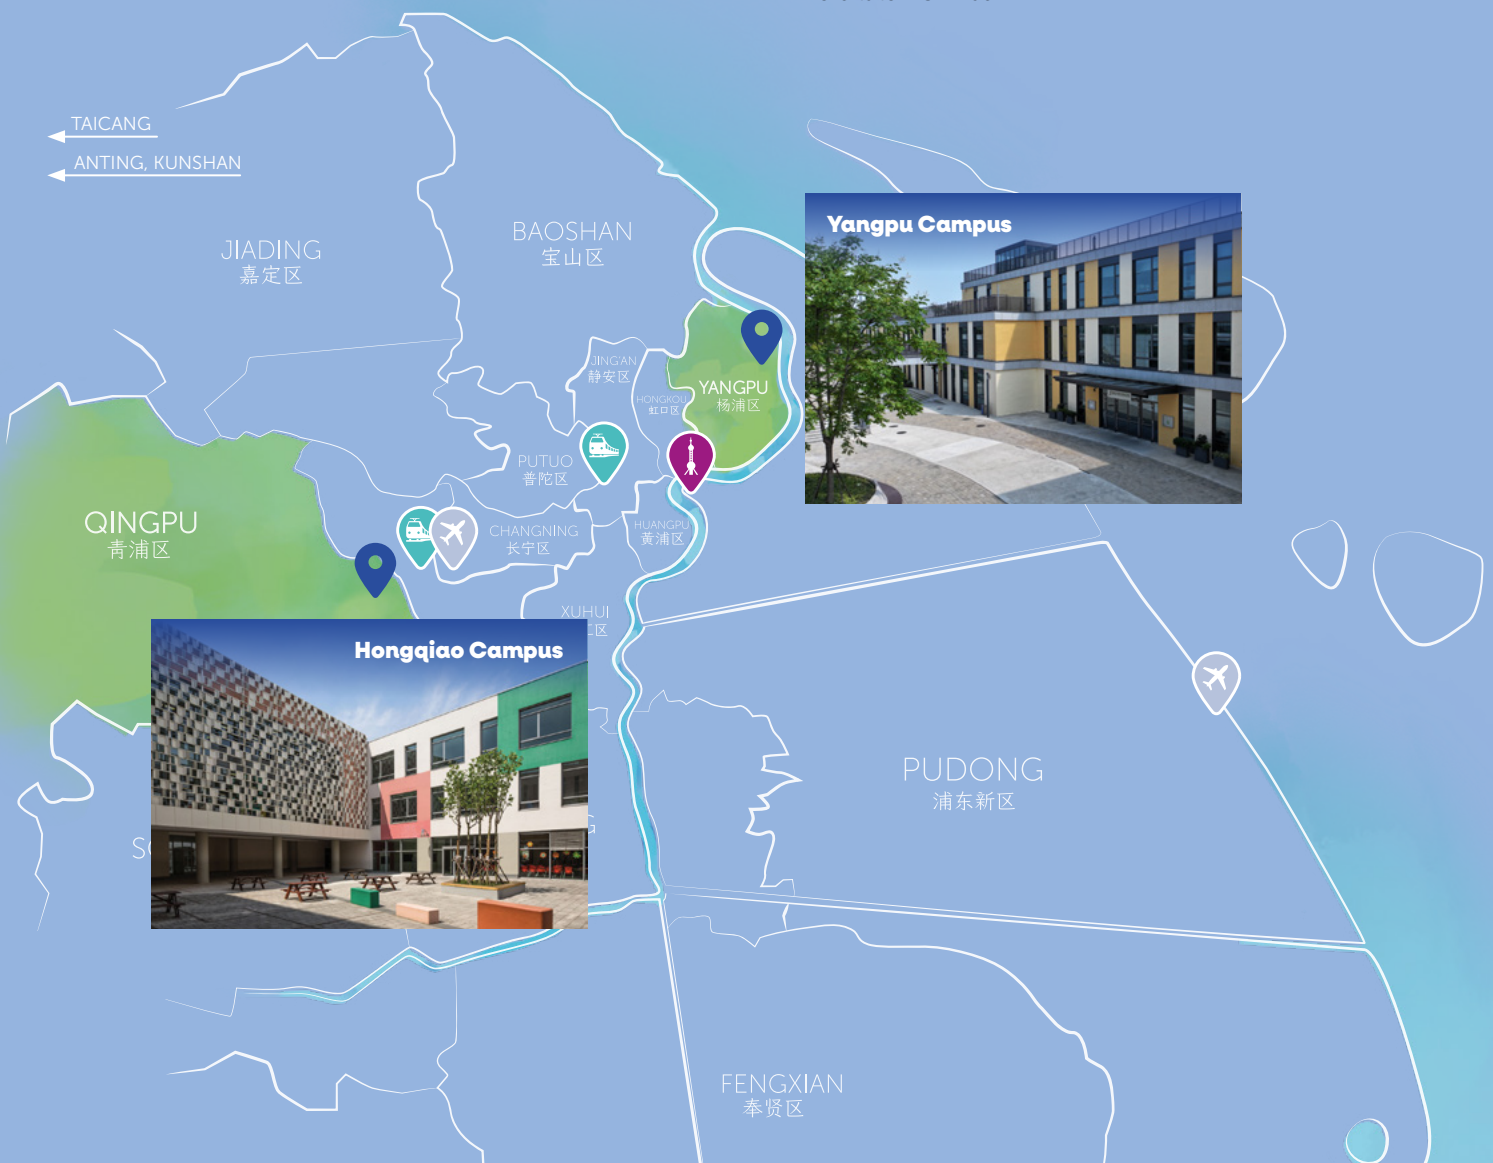 TAICANG
ANTING, KUNSHAN
JIADING
嘉定区
BAOSHAN
宝山区
Yangpu Campus
JING'AN
静安区
HONGKOU
虹口区
YANGPU
杨浦区
PUTUO
普陀区
QINGPU
青浦区
CHANGNING
长宁区
HUANGPU
黄浦区
XUHUI
区
Hongqiao Campus
PUDONG
浦东新区
FENGXIAN
奉贤区